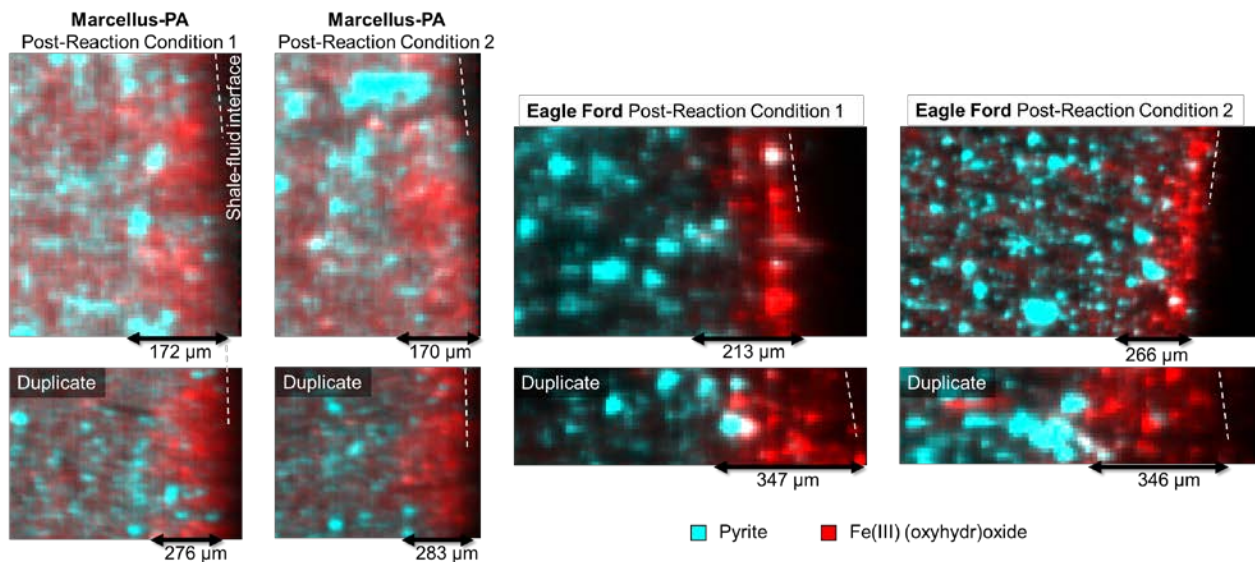 Marcellus-PA
Post-Reaction Condition 1
Shale-fluid interface
172 µm
Duplicate
276 µm
Marcellus-PA
Post-Reaction Condition 2
170 µm
Duplicate
283 µm
Eagle Ford Post-Reaction Condition 1
213 µm
Duplicate
347 µm
Eagle Ford Post-Reaction Condition 2
266 µm
Duplicate
346 µm
Pyrite
Fe(III) (oxyhydr)oxide